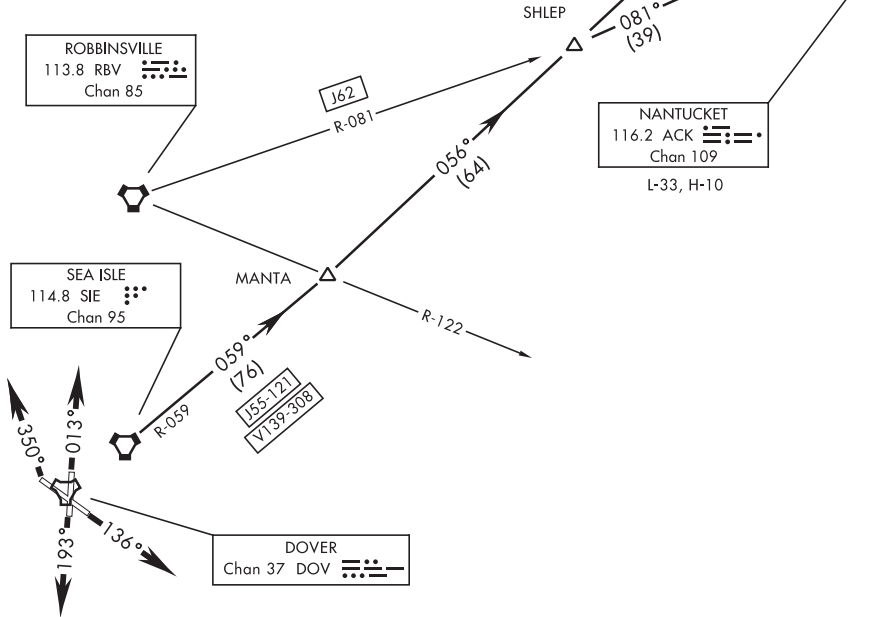 SHLEP
081°
(39)
ROBBINSVILLE
113.8 RBV
Chan 85
J62
R-081
NANTUCKET
116.2 ACK
Chan 109
L-33, H-10
056°
(64)
SEA ISLE
114.8 SIE
Chan 95
MANTA
R-122
059°
(76)
J55-121
V139-308
R-059
350°
013°
193°
136°
DOVER
Chan 37 DOV